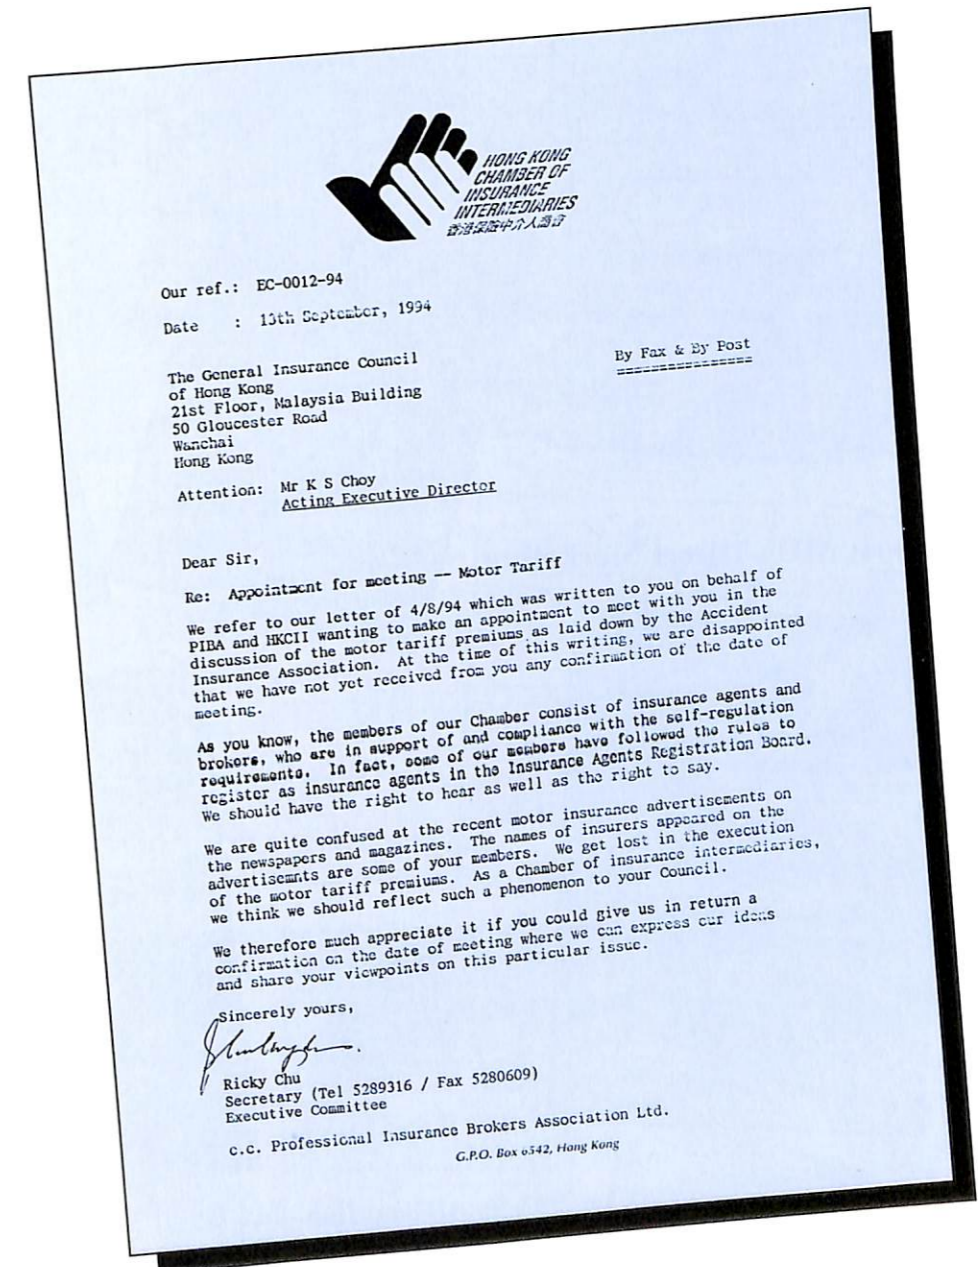 HONG KONG
CHAMBER OF
INSURANCE
INTERMEDIARIES
香港保險中介人商會
Our ref.: EC-0012-94
Date : 13th September, 1994
By Fax & By Post
================
The General Insurance Council
of Hong Kong
21st Floor, Malaysia Building
50 Gloucester Road
Wanchai
Hong Kong
Attention: Mr K S Choy
Acting Executive Director
Dear Sir,
Re: Appointment for meeting -- Motor Tariff
We refer to our letter of 4/8/94 which was written to you on behalf of
PIBA and HKCII wanting to make an appointment to meet with you in the
discussion of the motor tariff premiums as laid down by the Accident
Insurance Association. At the time of this writing, we are disappointed
that we have not yet received from you any confirmation of the date of
meeting.
As you know, the members of our Chamber consist of insurance agents and
brokers, who are in support of and compliance with the self-regulation
requirements. In fact, some of our members have followed the rules to
register as insurance agents in the Insurance Agents Registration Board.
We should have the right to hear as well as the right to say.
We are quite confused at the recent motor insurance advertisements on
the newspapers and magazines. The names of insurers appeared on the
advertisemnts are some of your members. We get lost in the execution
of the motor tariff premiums. As a Chamber of insurance intermediaries,
we think we should reflect such a phenomenon to your Council.
We therefore much appreciate it if you could give us in return a
confirmation on the date of meeting where we can express our ideas
and share your viewpoints on this particular issue.
Sincerely yours,
Ricky Chu
Secretary (Tel 5289316 / Fax 5280609)
Executive Committee
c.c. Professional Insurance Brokers Association Ltd.
G.P.O. Box 6542, Hong Kong